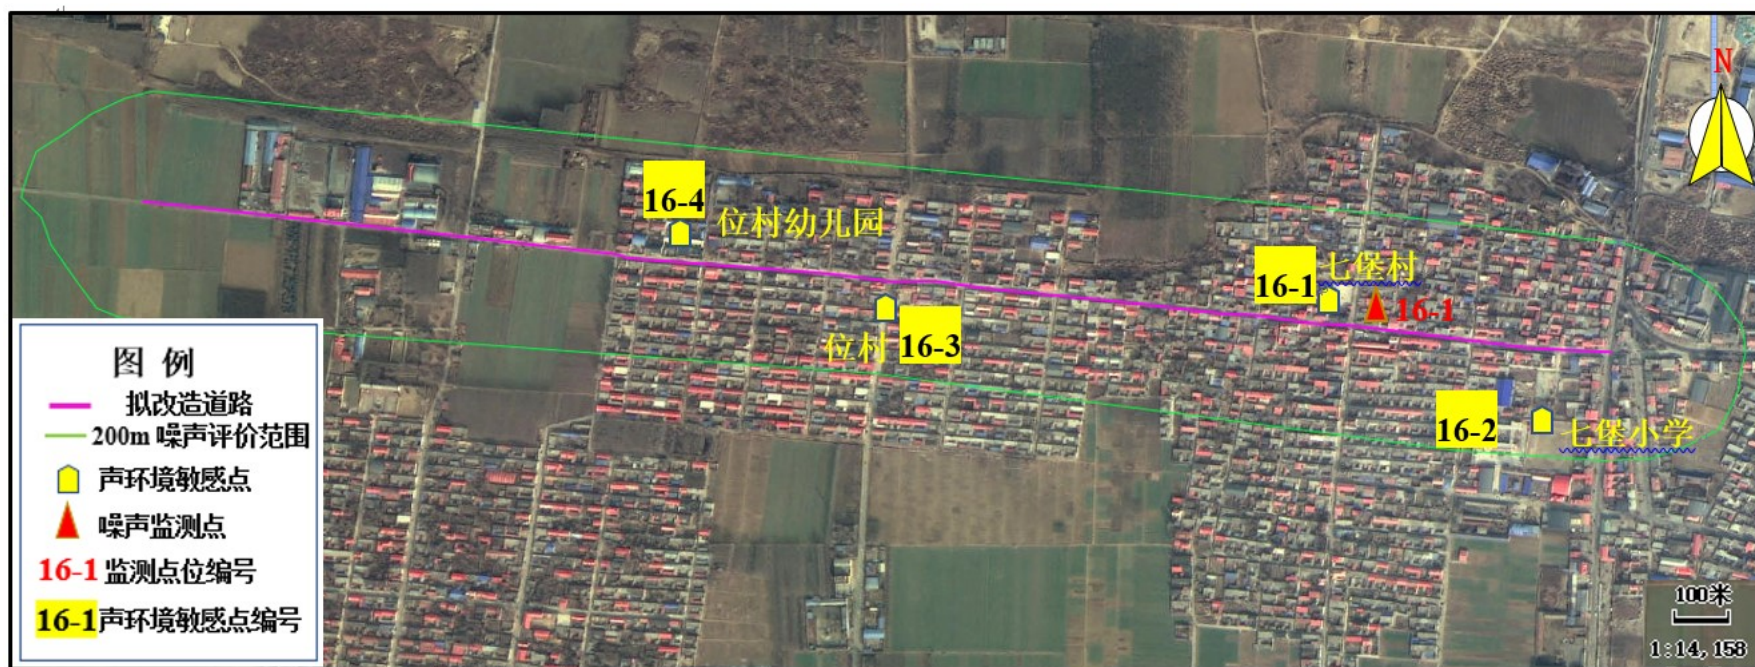 N
16-4
位村幼儿园
16-1
七堡村
16-1
位村
16-3
16-2
七堡小学
图 例
拟改造道路
200m 噪声评价范围
声环境敏感点
噪声监测点
16-1 监测点位编号
16-1 声环境敏感点编号
100米
1:14,158